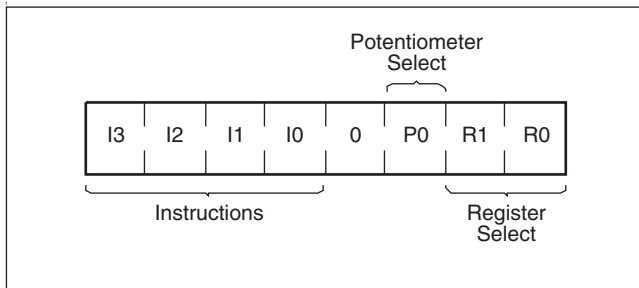 Potentiometer
Select
I3 I2 I1 I0 0 P0 R1 R0
Instructions
Register
Select